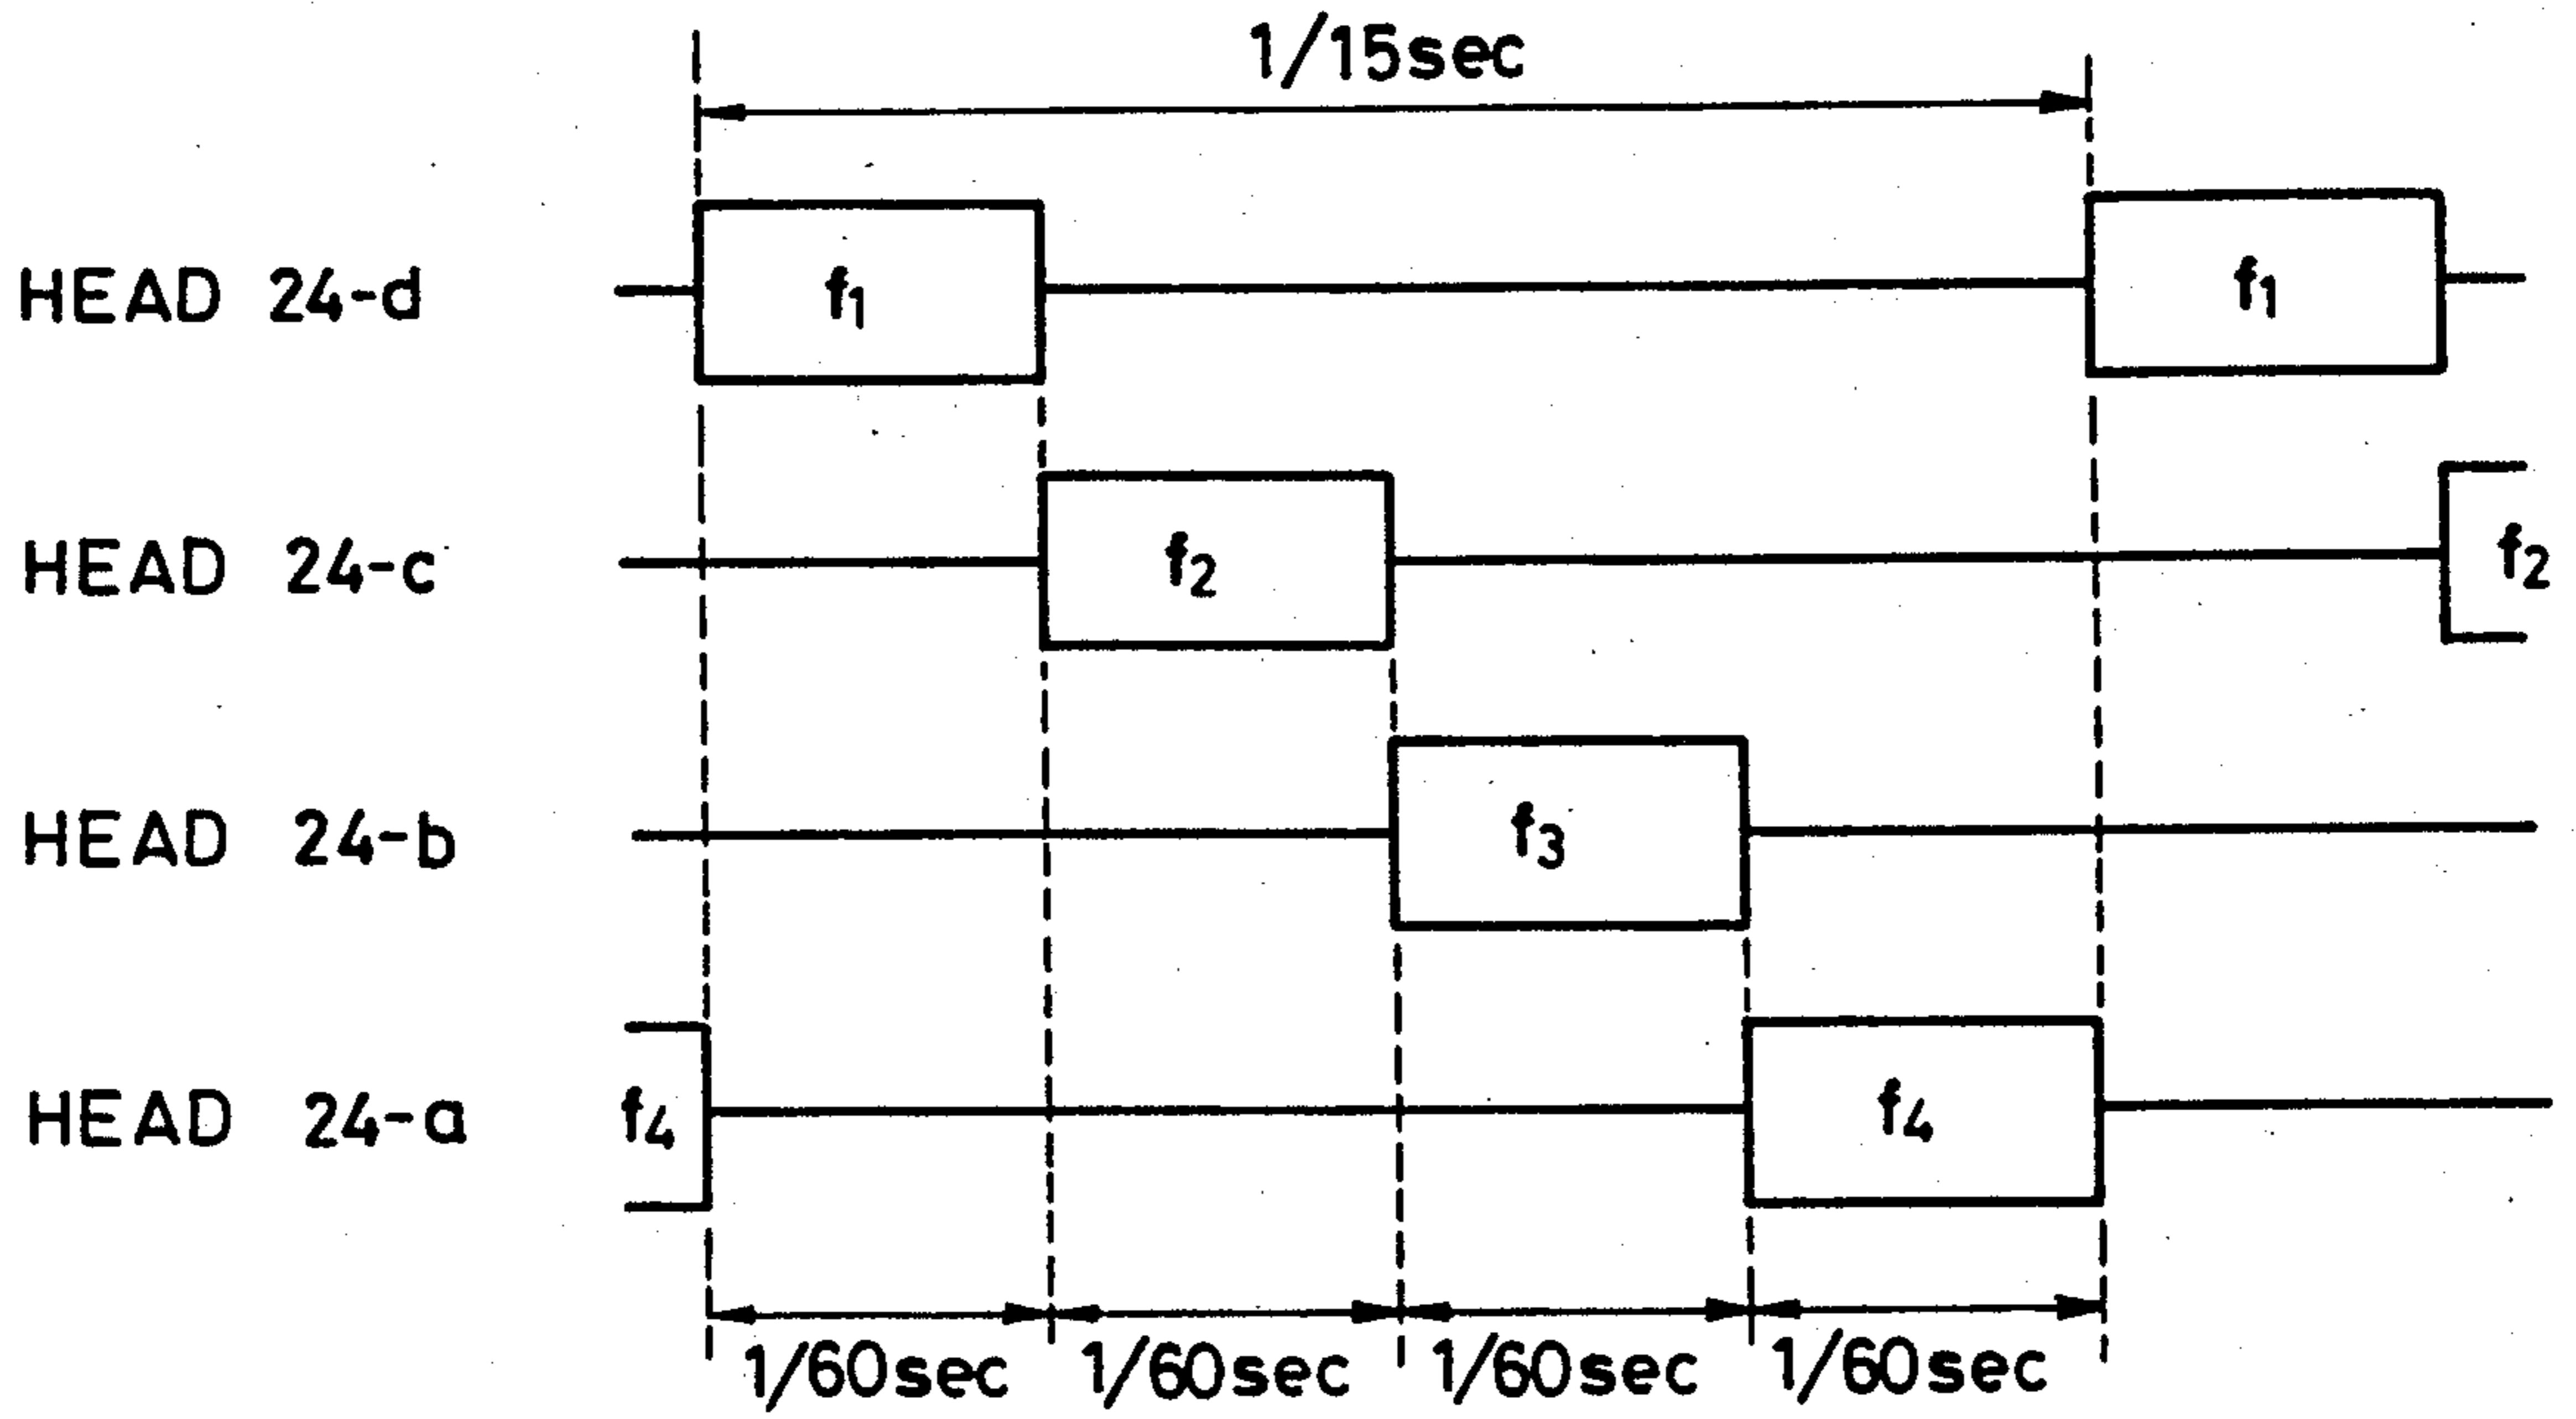 1/15sec
HEAD 24-d f1 f1
HEAD 24-c f2 f2
HEAD 24-b f3
HEAD 24-a f4 f4
1/60sec 1/60sec 1/60sec 1/60sec